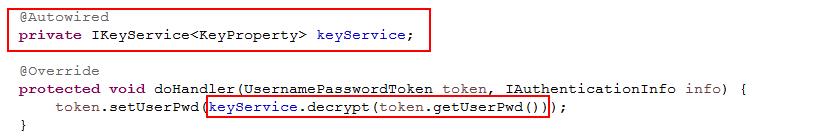 @Autowired
private IKeyService<KeyProperty> keyService;
@Override
protected void doHandler(UsernamePasswordToken token, IAuthenticationInfo info) {
token.setUserPwd(keyService.decrypt(token.getUserPwd()));
}